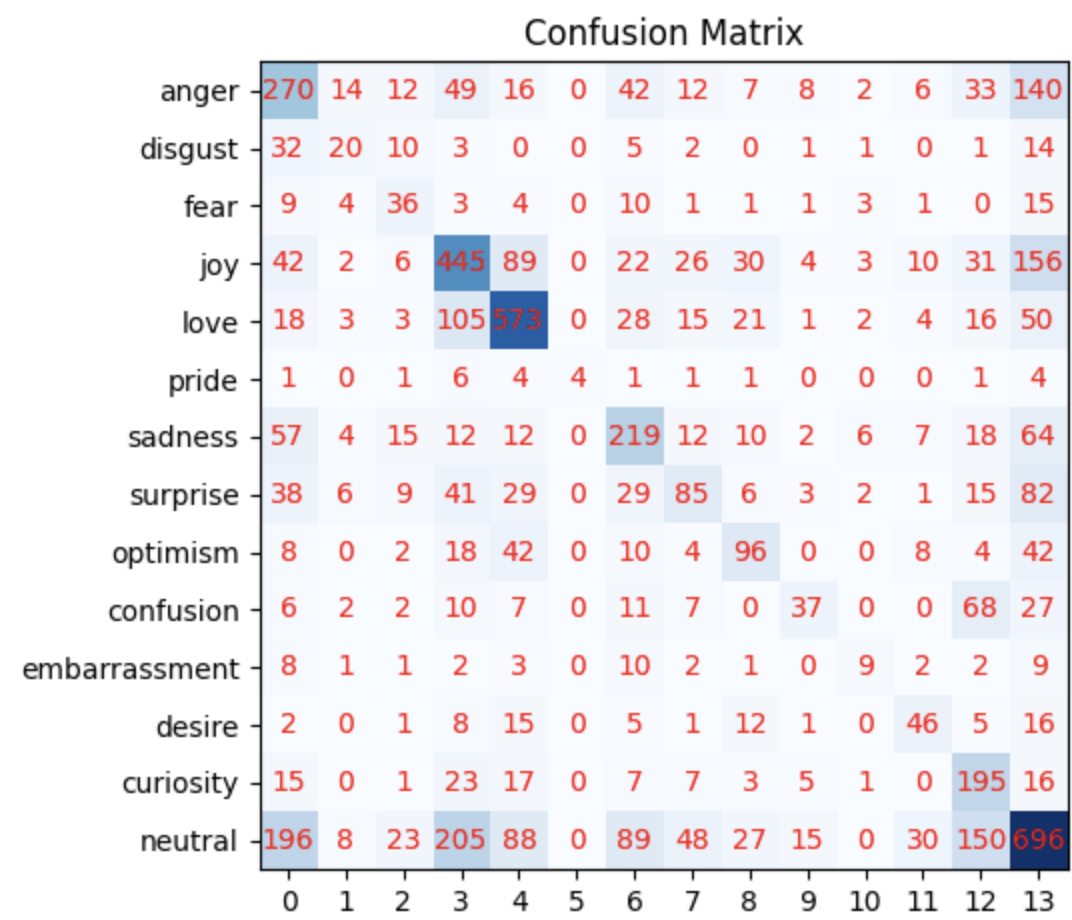 Confusion Matrix
anger 270 14 12 49 16 0 42 12 7 8 2 6 33 140
disgust 32 20 10 3 0 0 5 2 0 1 1 0 1 14
fear 9 4 36 3 4 0 10 1 1 1 3 1 0 15
joy 42 2 6 445 89 0 22 26 30 4 3 10 31 156
love 18 3 3 105 573 0 28 15 21 1 2 4 16 50
pride 1 0 1 6 4 4 1 1 1 0 0 0 1 4
sadness 57 4 15 12 12 0 219 12 10 2 6 7 18 64
surprise 38 6 9 41 29 0 29 85 6 3 2 1 15 82
optimism 8 0 2 18 42 0 10 4 96 0 0 8 4 42
confusion 6 2 2 10 7 0 11 7 0 37 0 0 68 27
embarrassment 8 1 1 2 3 0 10 2 1 0 9 2 2 9
desire 2 0 1 8 15 0 5 1 12 1 0 46 5 16
curiosity 15 0 1 23 17 0 7 7 3 5 1 0 195 16
neutral 196 8 23 205 88 0 89 48 27 15 0 30 150 696
0 1 2 3 4 5 6 7 8 9 10 11 12 13